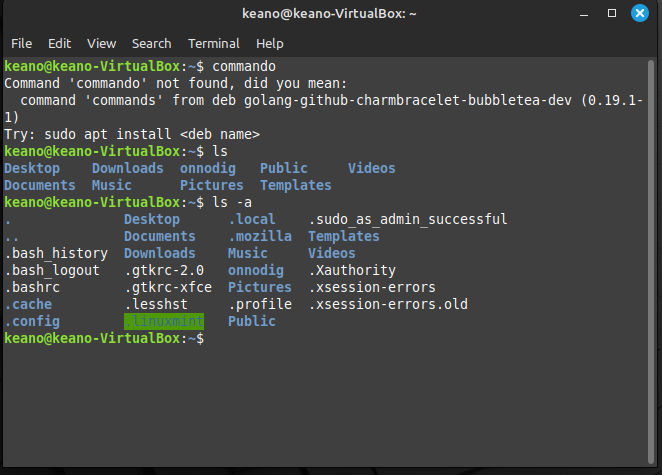 keano@keano-VirtualBox: ~
File Edit View Search Terminal Help
keano@keano-VirtualBox:~$ commando
Command 'commando' not found, did you mean:
  command 'commands' from deb golang-github-charmbracelet-bubbletea-dev (0.19.1-
1)
Try: sudo apt install <deb name>
keano@keano-VirtualBox:~$ ls
Desktop    Downloads  onnodig   Public     Videos
Documents  Music      Pictures  Templates
keano@keano-VirtualBox:~$ ls -a
.              Desktop    .local    .sudo_as_admin_successful
..             Documents  .mozilla  Templates
.bash_history  Downloads  Music     Videos
.bash_logout   .gtkrc-2.0   onnodig   .Xauthority
.bashrc        .gtkrc-xfce  Pictures  .xsession-errors
.cache         .lesshst   .profile  .xsession-errors.old
.config        .linuxmint  Public
keano@keano-VirtualBox:~$